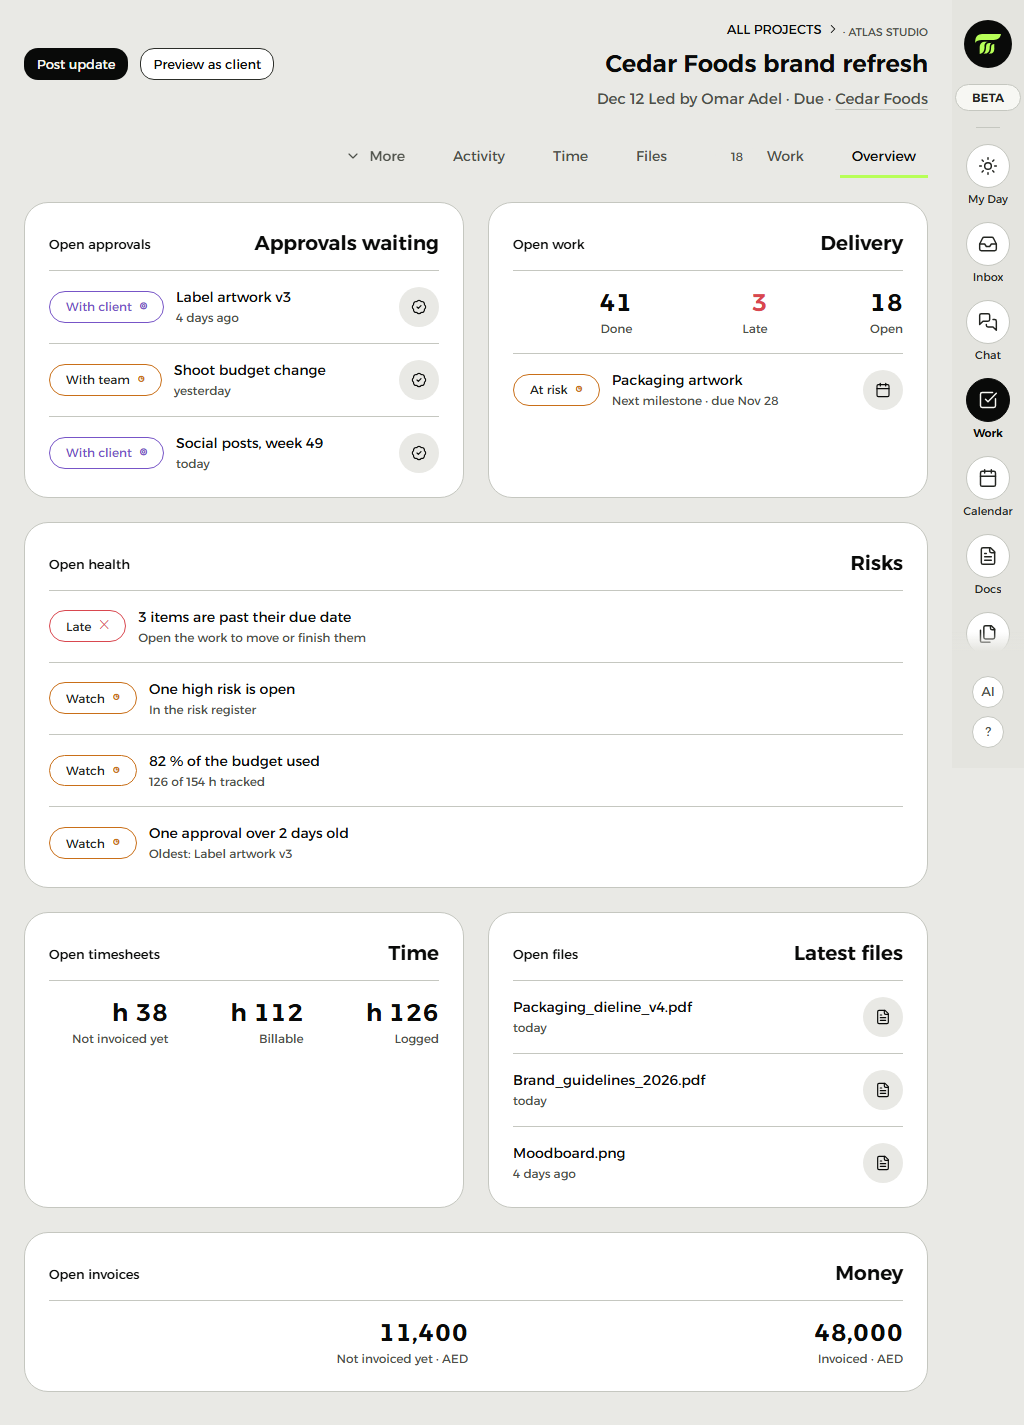 ALL PROJECTS > · ATLAS STUDIO
Cedar Foods brand refresh
Dec 12 Led by Omar Adel · Due · Cedar Foods
Post update
Preview as client
Overview
Work 18
Files
Time
Activity
More
Delivery
Open work
18
Open
3
Late
41
Done
Packaging artwork
Next milestone · due Nov 28
At risk
Approvals waiting
Open approvals
Label artwork v3
4 days ago
With client
Shoot budget change
yesterday
With team
Social posts, week 49
today
With client
Risks
Open health
Late
3 items are past their due date
Open the work to move or finish them
Watch
One high risk is open
In the risk register
Watch
82 % of the budget used
126 of 154 h tracked
Watch
One approval over 2 days old
Oldest: Label artwork v3
Latest files
Open files
Packaging_dieline_v4.pdf
today
Brand_guidelines_2026.pdf
today
Moodboard.png
4 days ago
Time
Open timesheets
h 126
Logged
h 112
Billable
h 38
Not invoiced yet
Money
Open invoices
48,000
Invoiced · AED
11,400
Not invoiced yet · AED
BETA
My Day
Inbox
Chat
Work
Calendar
Docs
AI
?